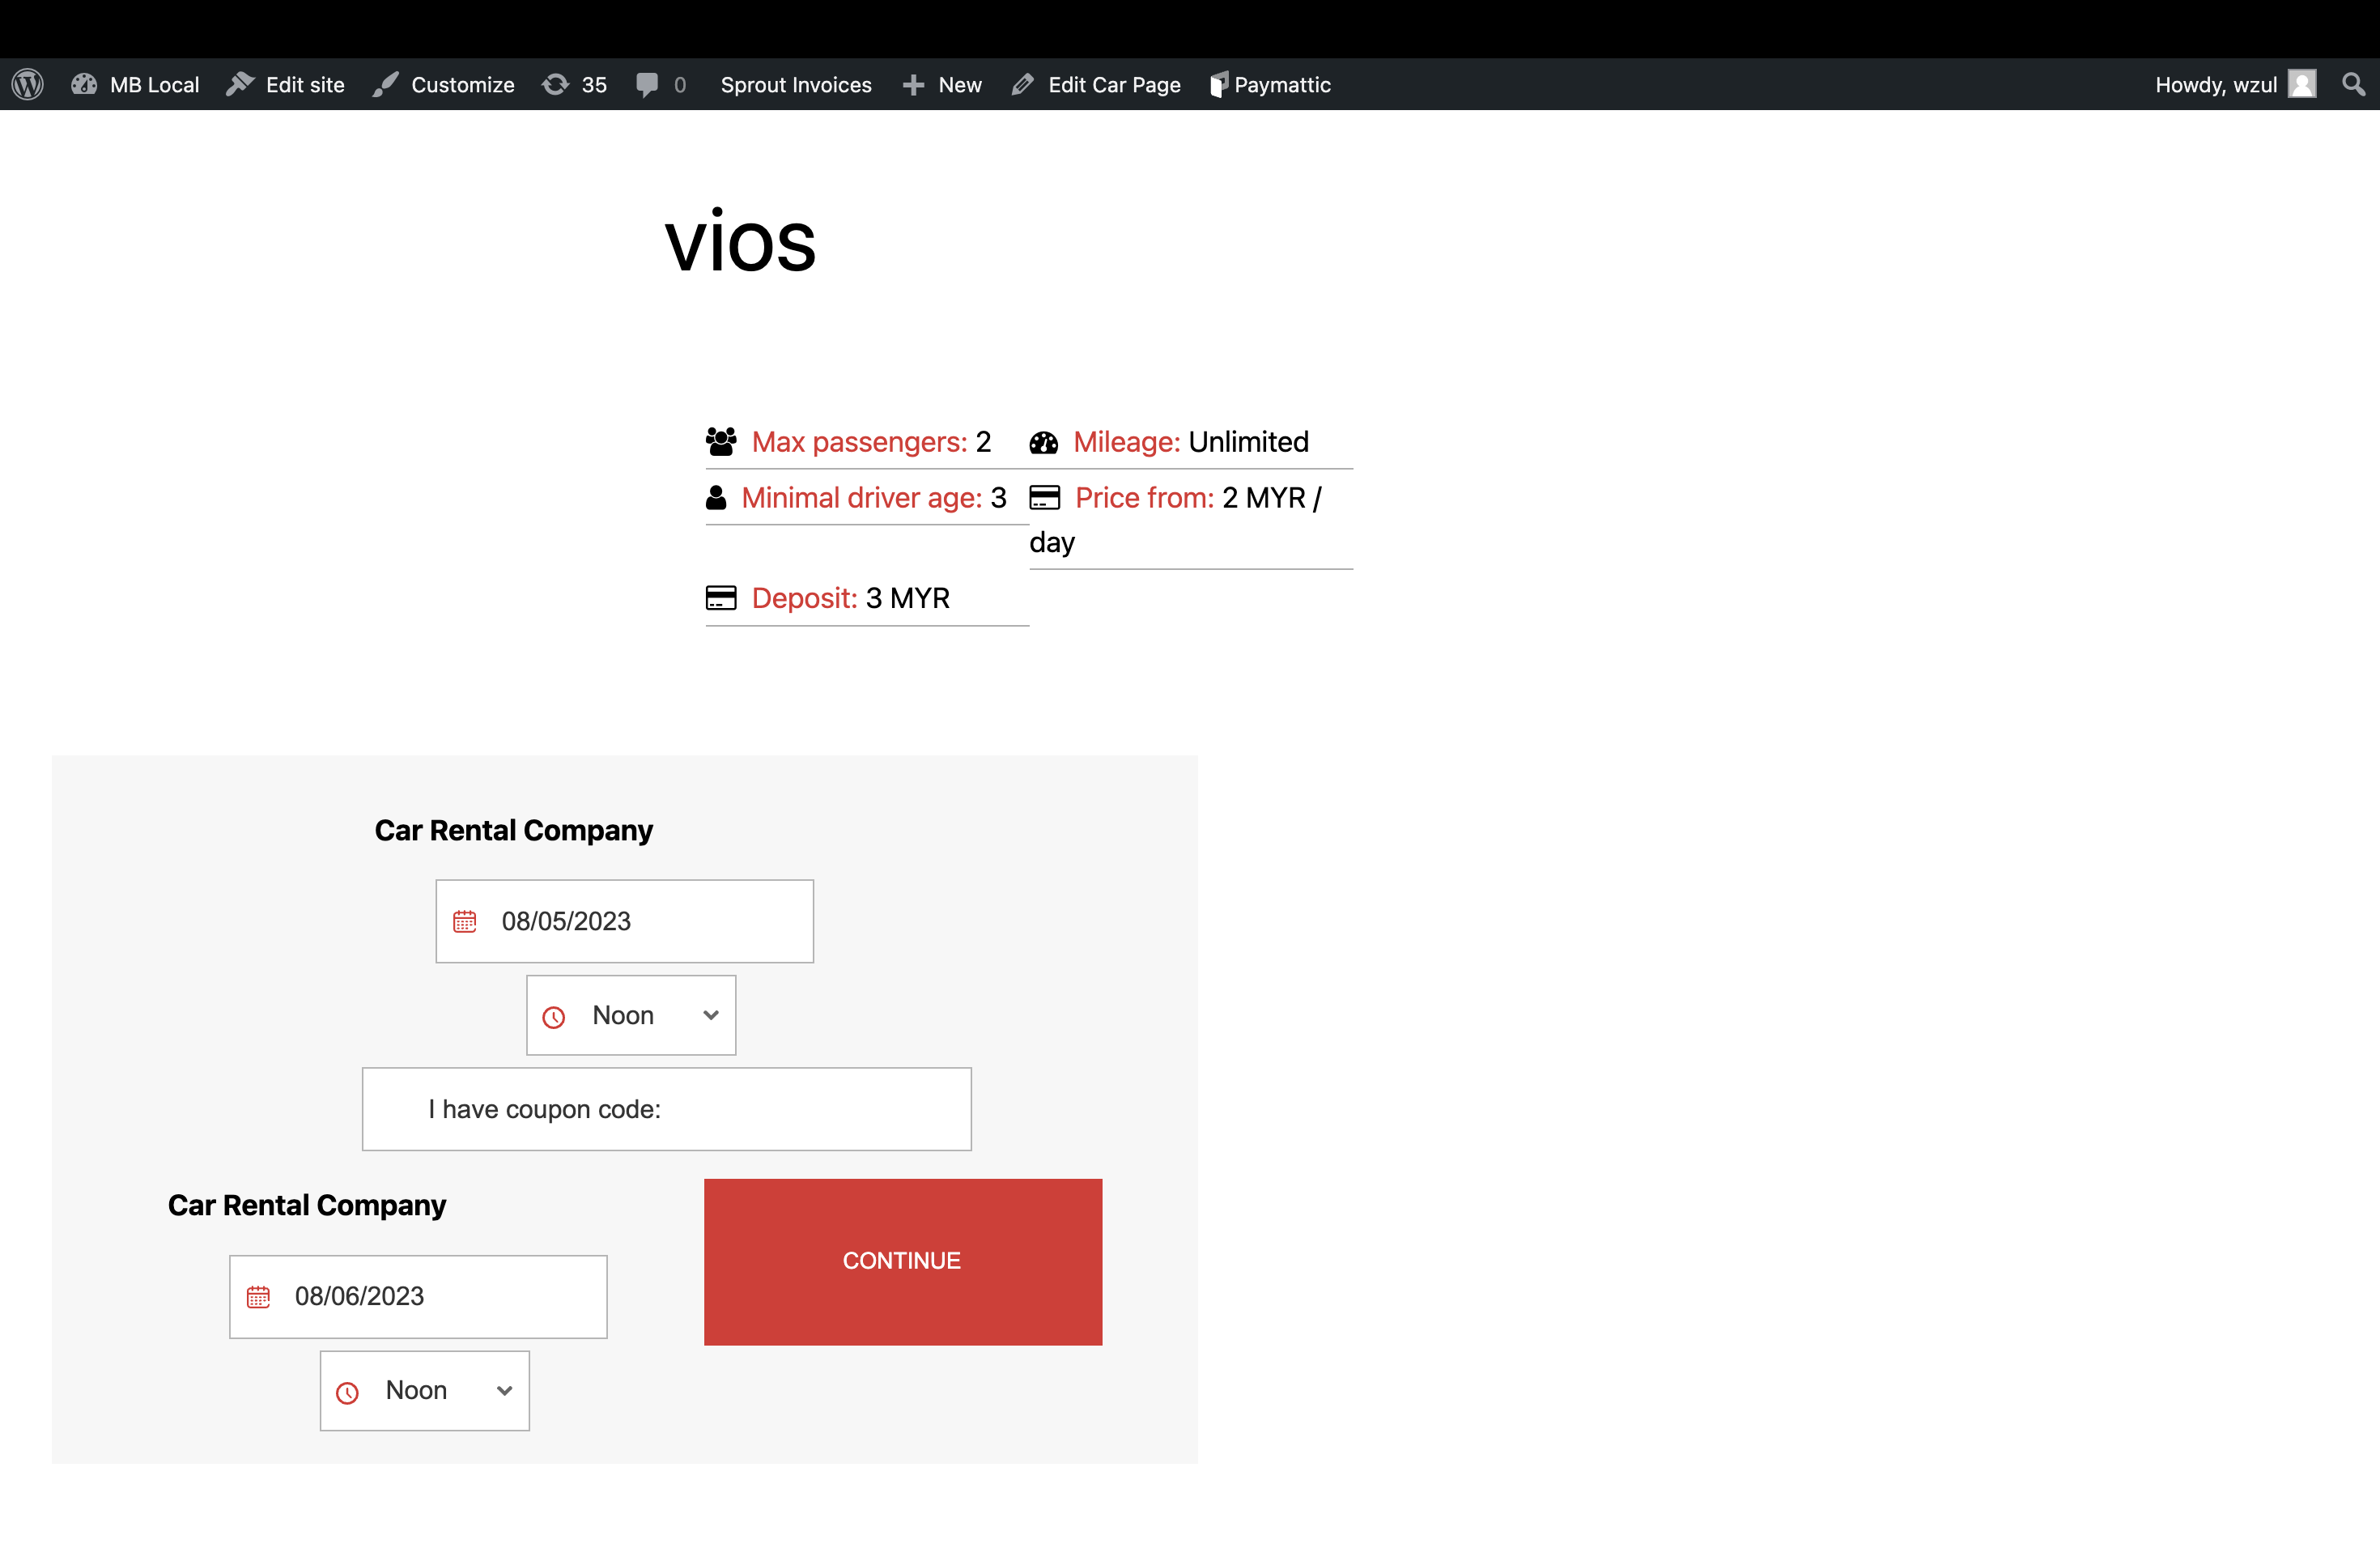 MB Local Edit site Customize 35 0 Sprout Invoices New Edit Car Page Paymattic Howdy, wzul
vios
Max passengers: 2 Mileage: Unlimited
Minimal driver age: 3 Price from: 2 MYR /
day
Deposit: 3 MYR
Car Rental Company
08/05/2023
Noon
I have coupon code:
Car Rental Company
CONTINUE
08/06/2023
Noon